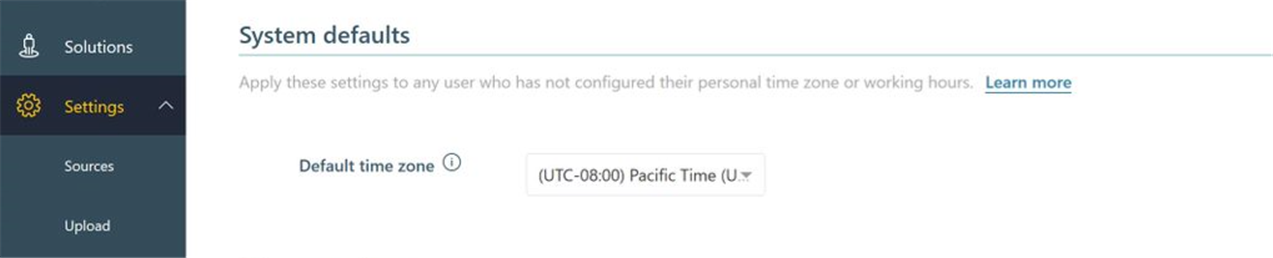 Solutions
Settings
Sources
Upload
System defaults
Apply these settings to any user who has not configured their personal time zone or working hours. Learn more
Default time zone
(UTC-08:00) Pacific Time (U...